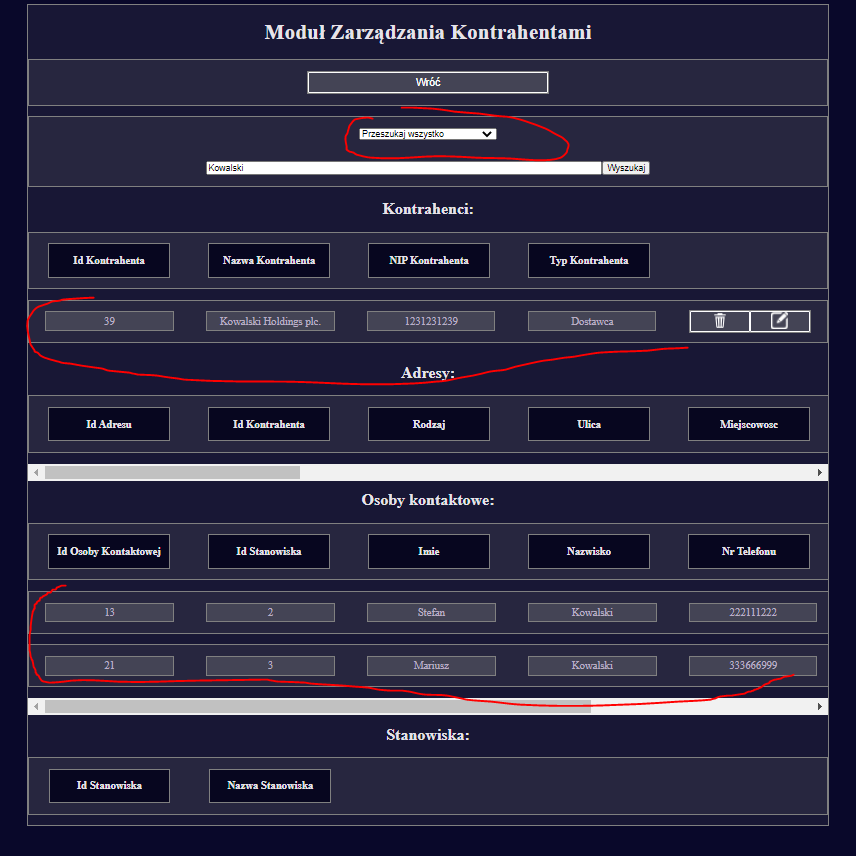 Moduł Zarządzania Kontrahentami
Wróć
Przeszukaj wszystko
Kowalski Wyszukaj
Kontrahenci:
Id Kontrahenta Nazwa Kontrahenta NIP Kontrahenta Typ Kontrahenta
39 Kowalski Holdings plc. 1231231239 Dostawca
Adresy:
Id Adresu Id Kontrahenta Rodzaj Ulica Miejscowosc
Osoby kontaktowe:
Id Osoby Kontaktowej Id Stanowiska Imie Nazwisko Nr Telefonu
13 2 Stefan Kowalski 222111222
21 3 Mariusz Kowalski 333666999
Stanowiska:
Id Stanowiska Nazwa Stanowiska